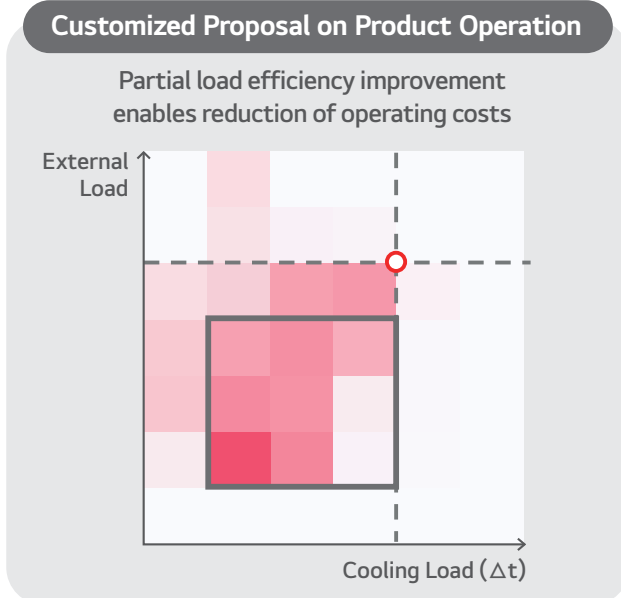 Customized Proposal on Product Operation
Partial load efficiency improvement
enables reduction of operating costs
External
Load
Cooling Load (△t)